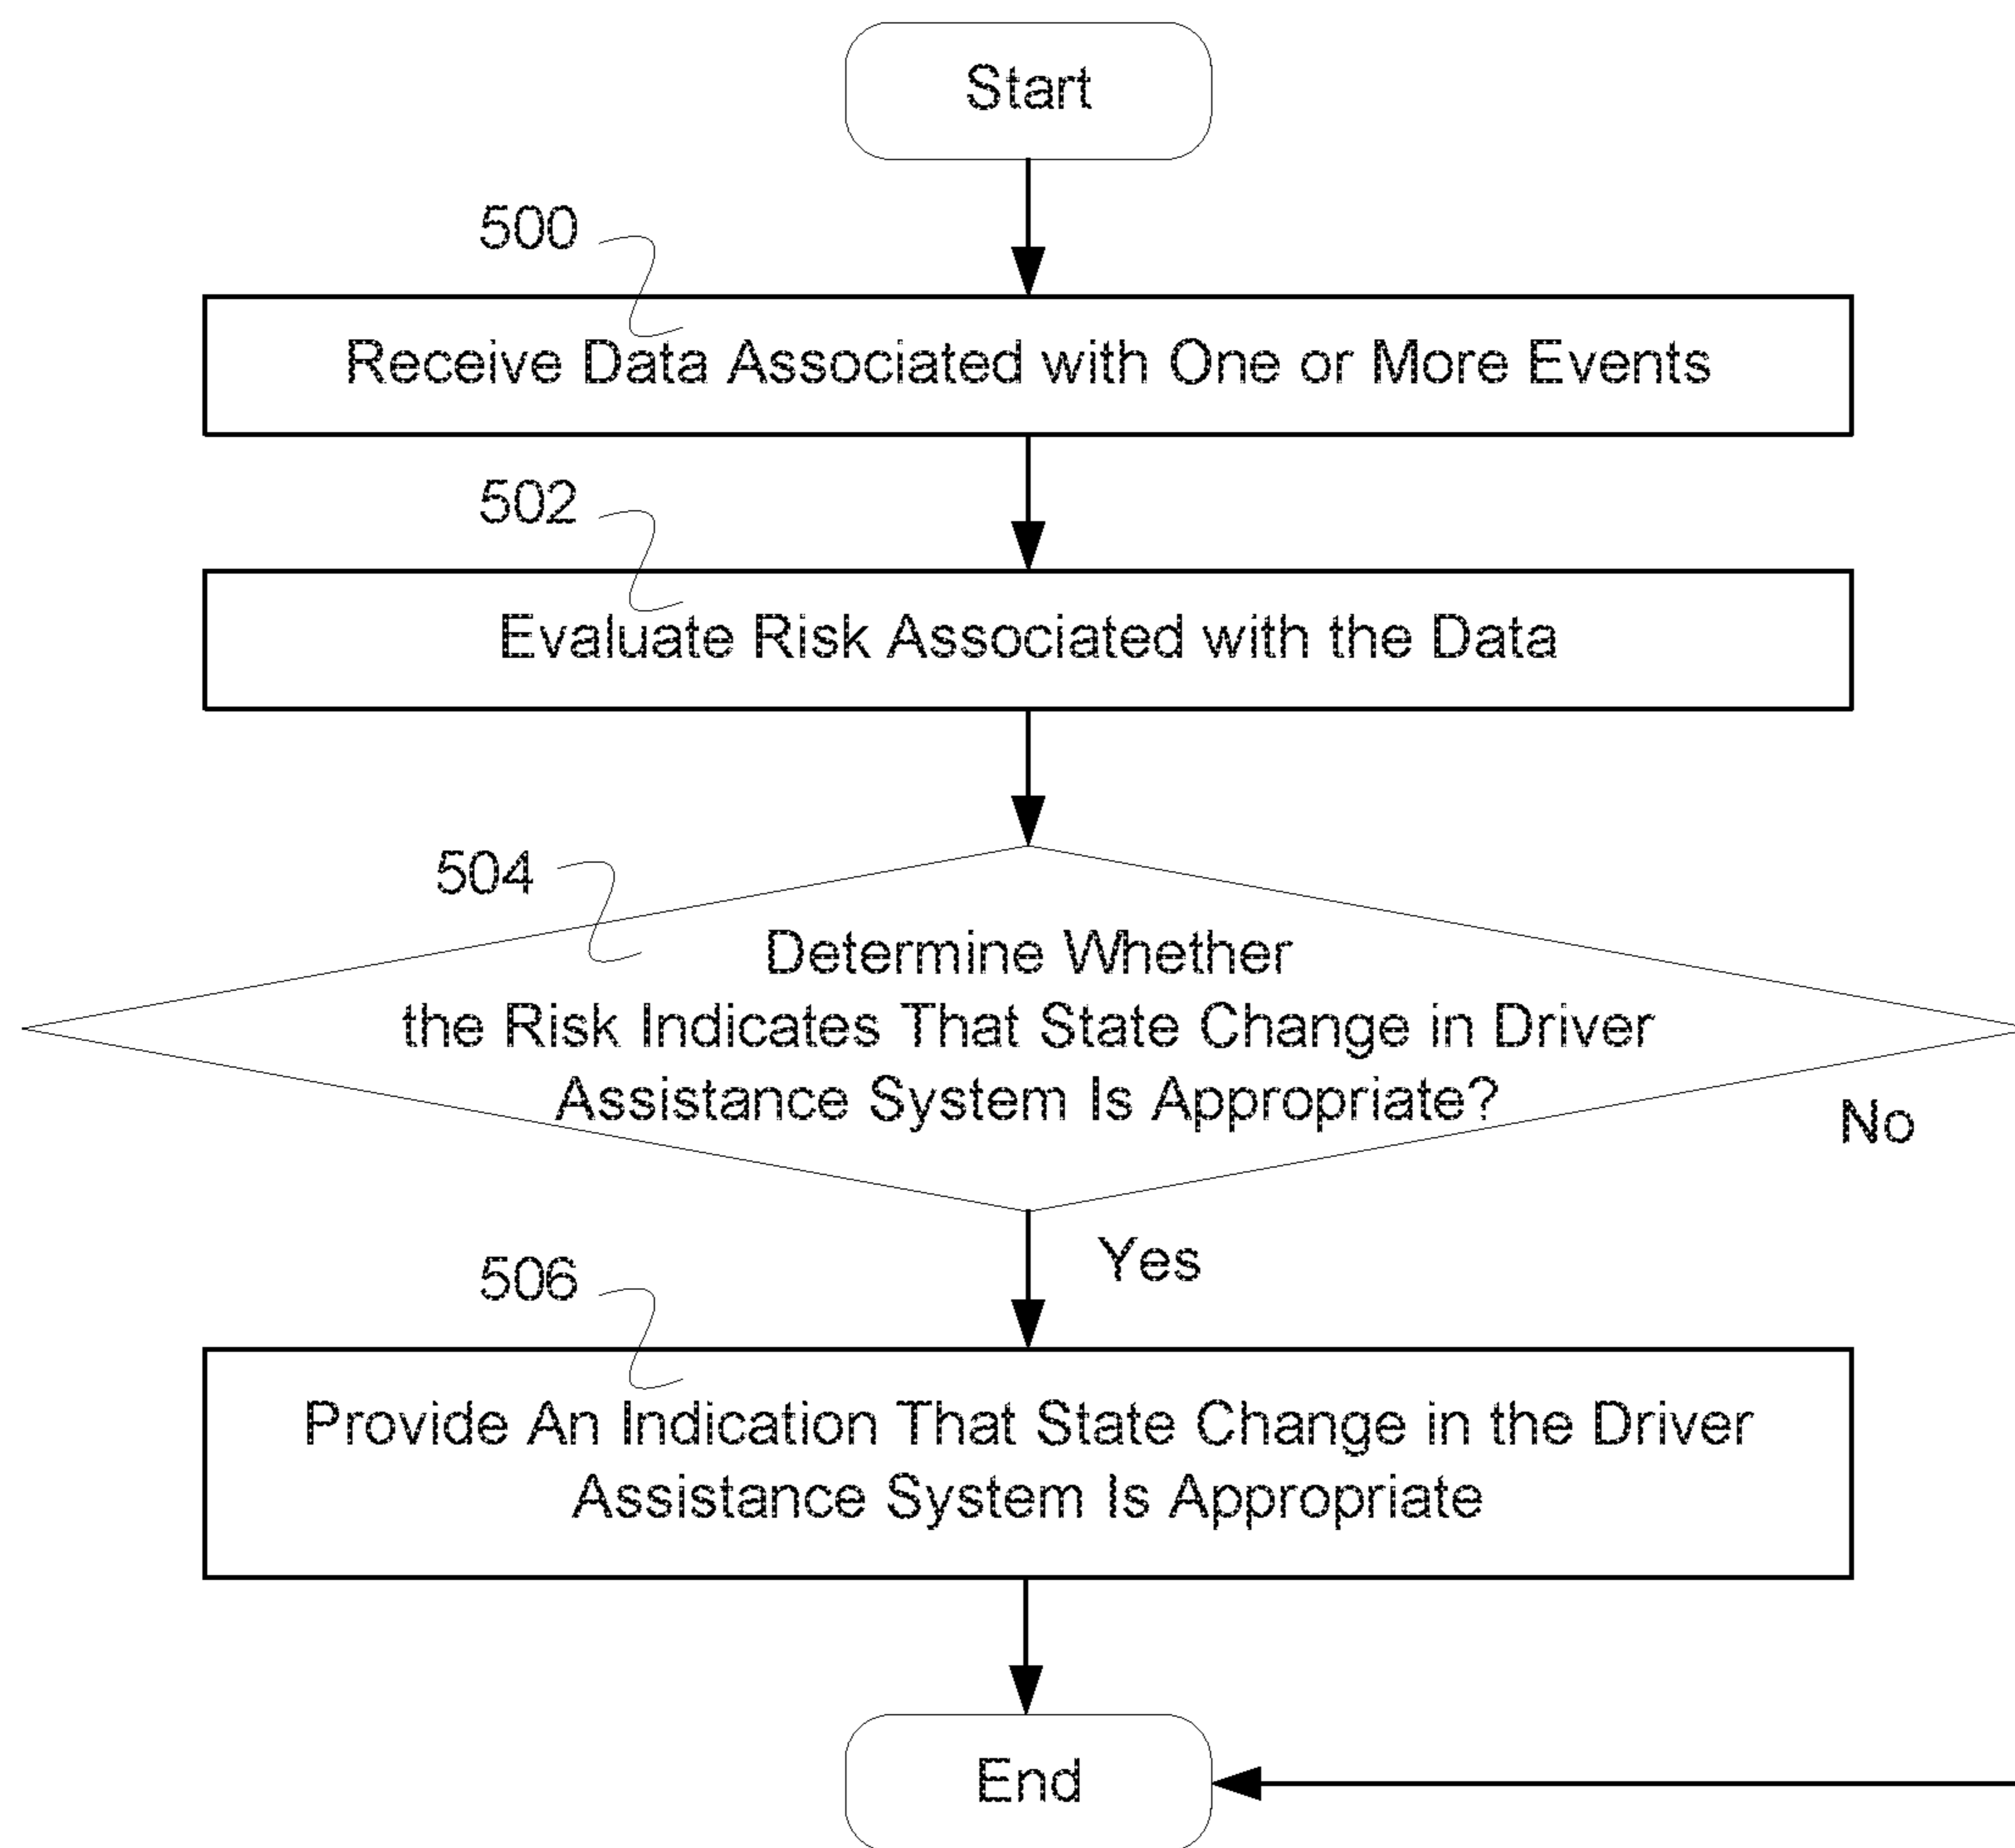 Start
500
Receive Data Associated with One or More Events
502
Evaluate Risk Associated with the Data
504
Determine Whether
the Risk Indicates That State Change in Driver
Assistance System Is Appropriate?
No
Yes
506
Provide An Indication That State Change in the Driver
Assistance System Is Appropriate
End